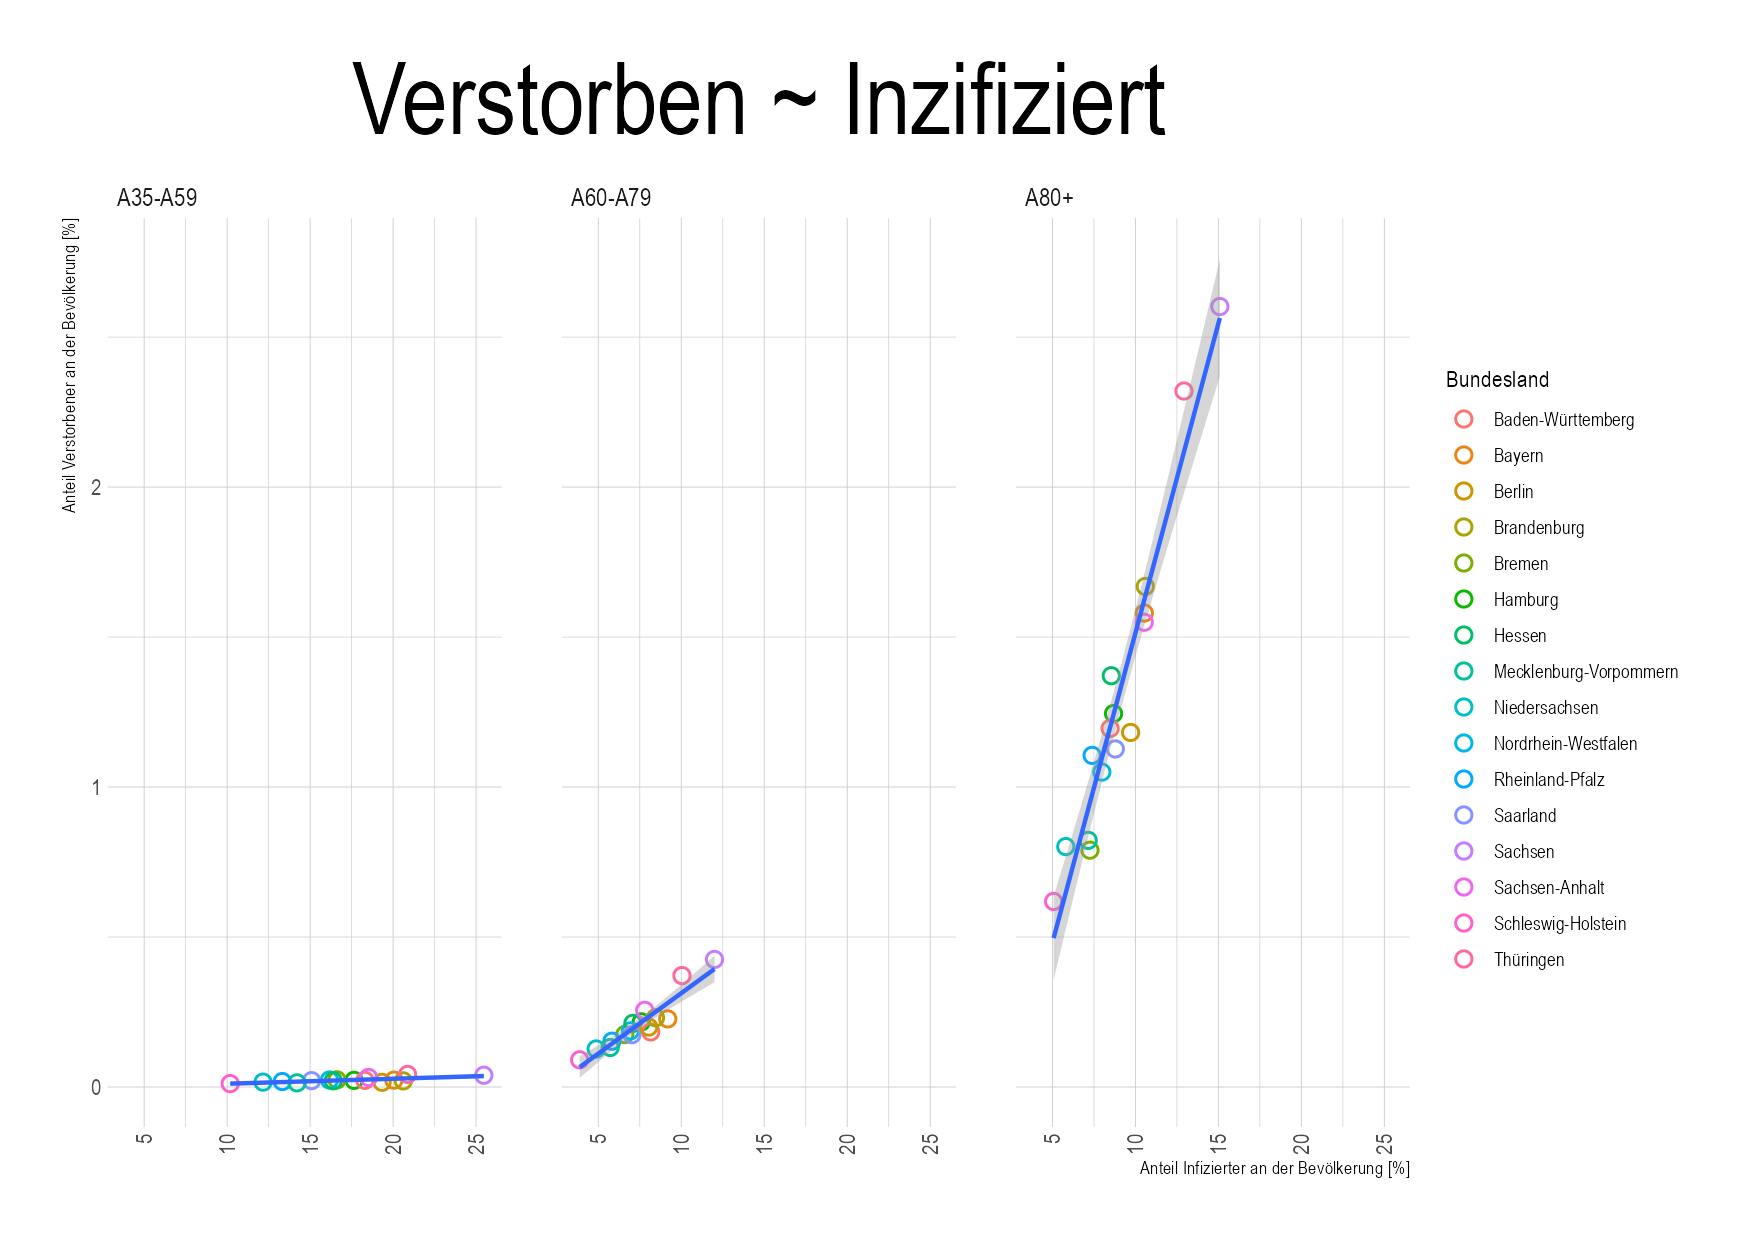 Verstorben ~ Inzifiziert
A35-A59
A60-A79
A80+
Anteil Verstorbener an der Bevölkerung [%]
2
1
0
5 10 15 20 25
5 10 15 20 25
5 10 15 20 25
Anteil Infizierter an der Bevölkerung [%]
Bundesland
Baden-Württemberg
Bayern
Berlin
Brandenburg
Bremen
Hamburg
Hessen
Mecklenburg-Vorpommern
Niedersachsen
Nordrhein-Westfalen
Rheinland-Pfalz
Saarland
Sachsen
Sachsen-Anhalt
Schleswig-Holstein
Thüringen